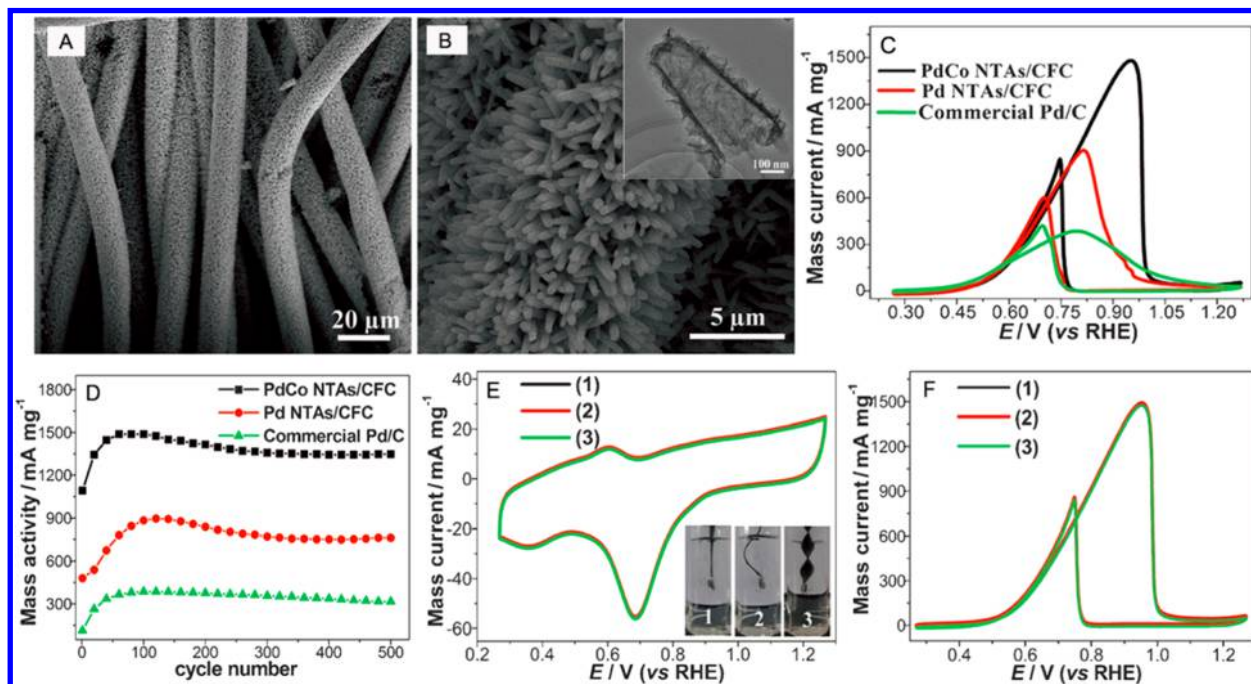 A
20 μm
B
100 nm
5 μm
C
PdCo NTAs/CFC
Pd NTAs/CFC
Commercial Pd/C
Mass current / mA mg-1
1500
1200
900
600
300
0
0.30 0.45 0.60 0.75 0.90 1.05 1.20
E / V (vs RHE)
D
PdCo NTAs/CFC
Pd NTAs/CFC
Commercial Pd/C
Mass activity / mA mg-1
1800
1500
1200
900
600
300
0 100 200 300 400 500
cycle number
E
(1)
(2)
(3)
Mass current / mA mg-1
40
20
0
-20
-40
-60
1 2 3
0.2 0.4 0.6 0.8 1.0 1.2
E / V (vs RHE)
F
(1)
(2)
(3)
Mass current / mA mg-1
1500
1200
900
600
300
0
0.4 0.6 0.8 1.0 1.2
E / V (vs RHE)